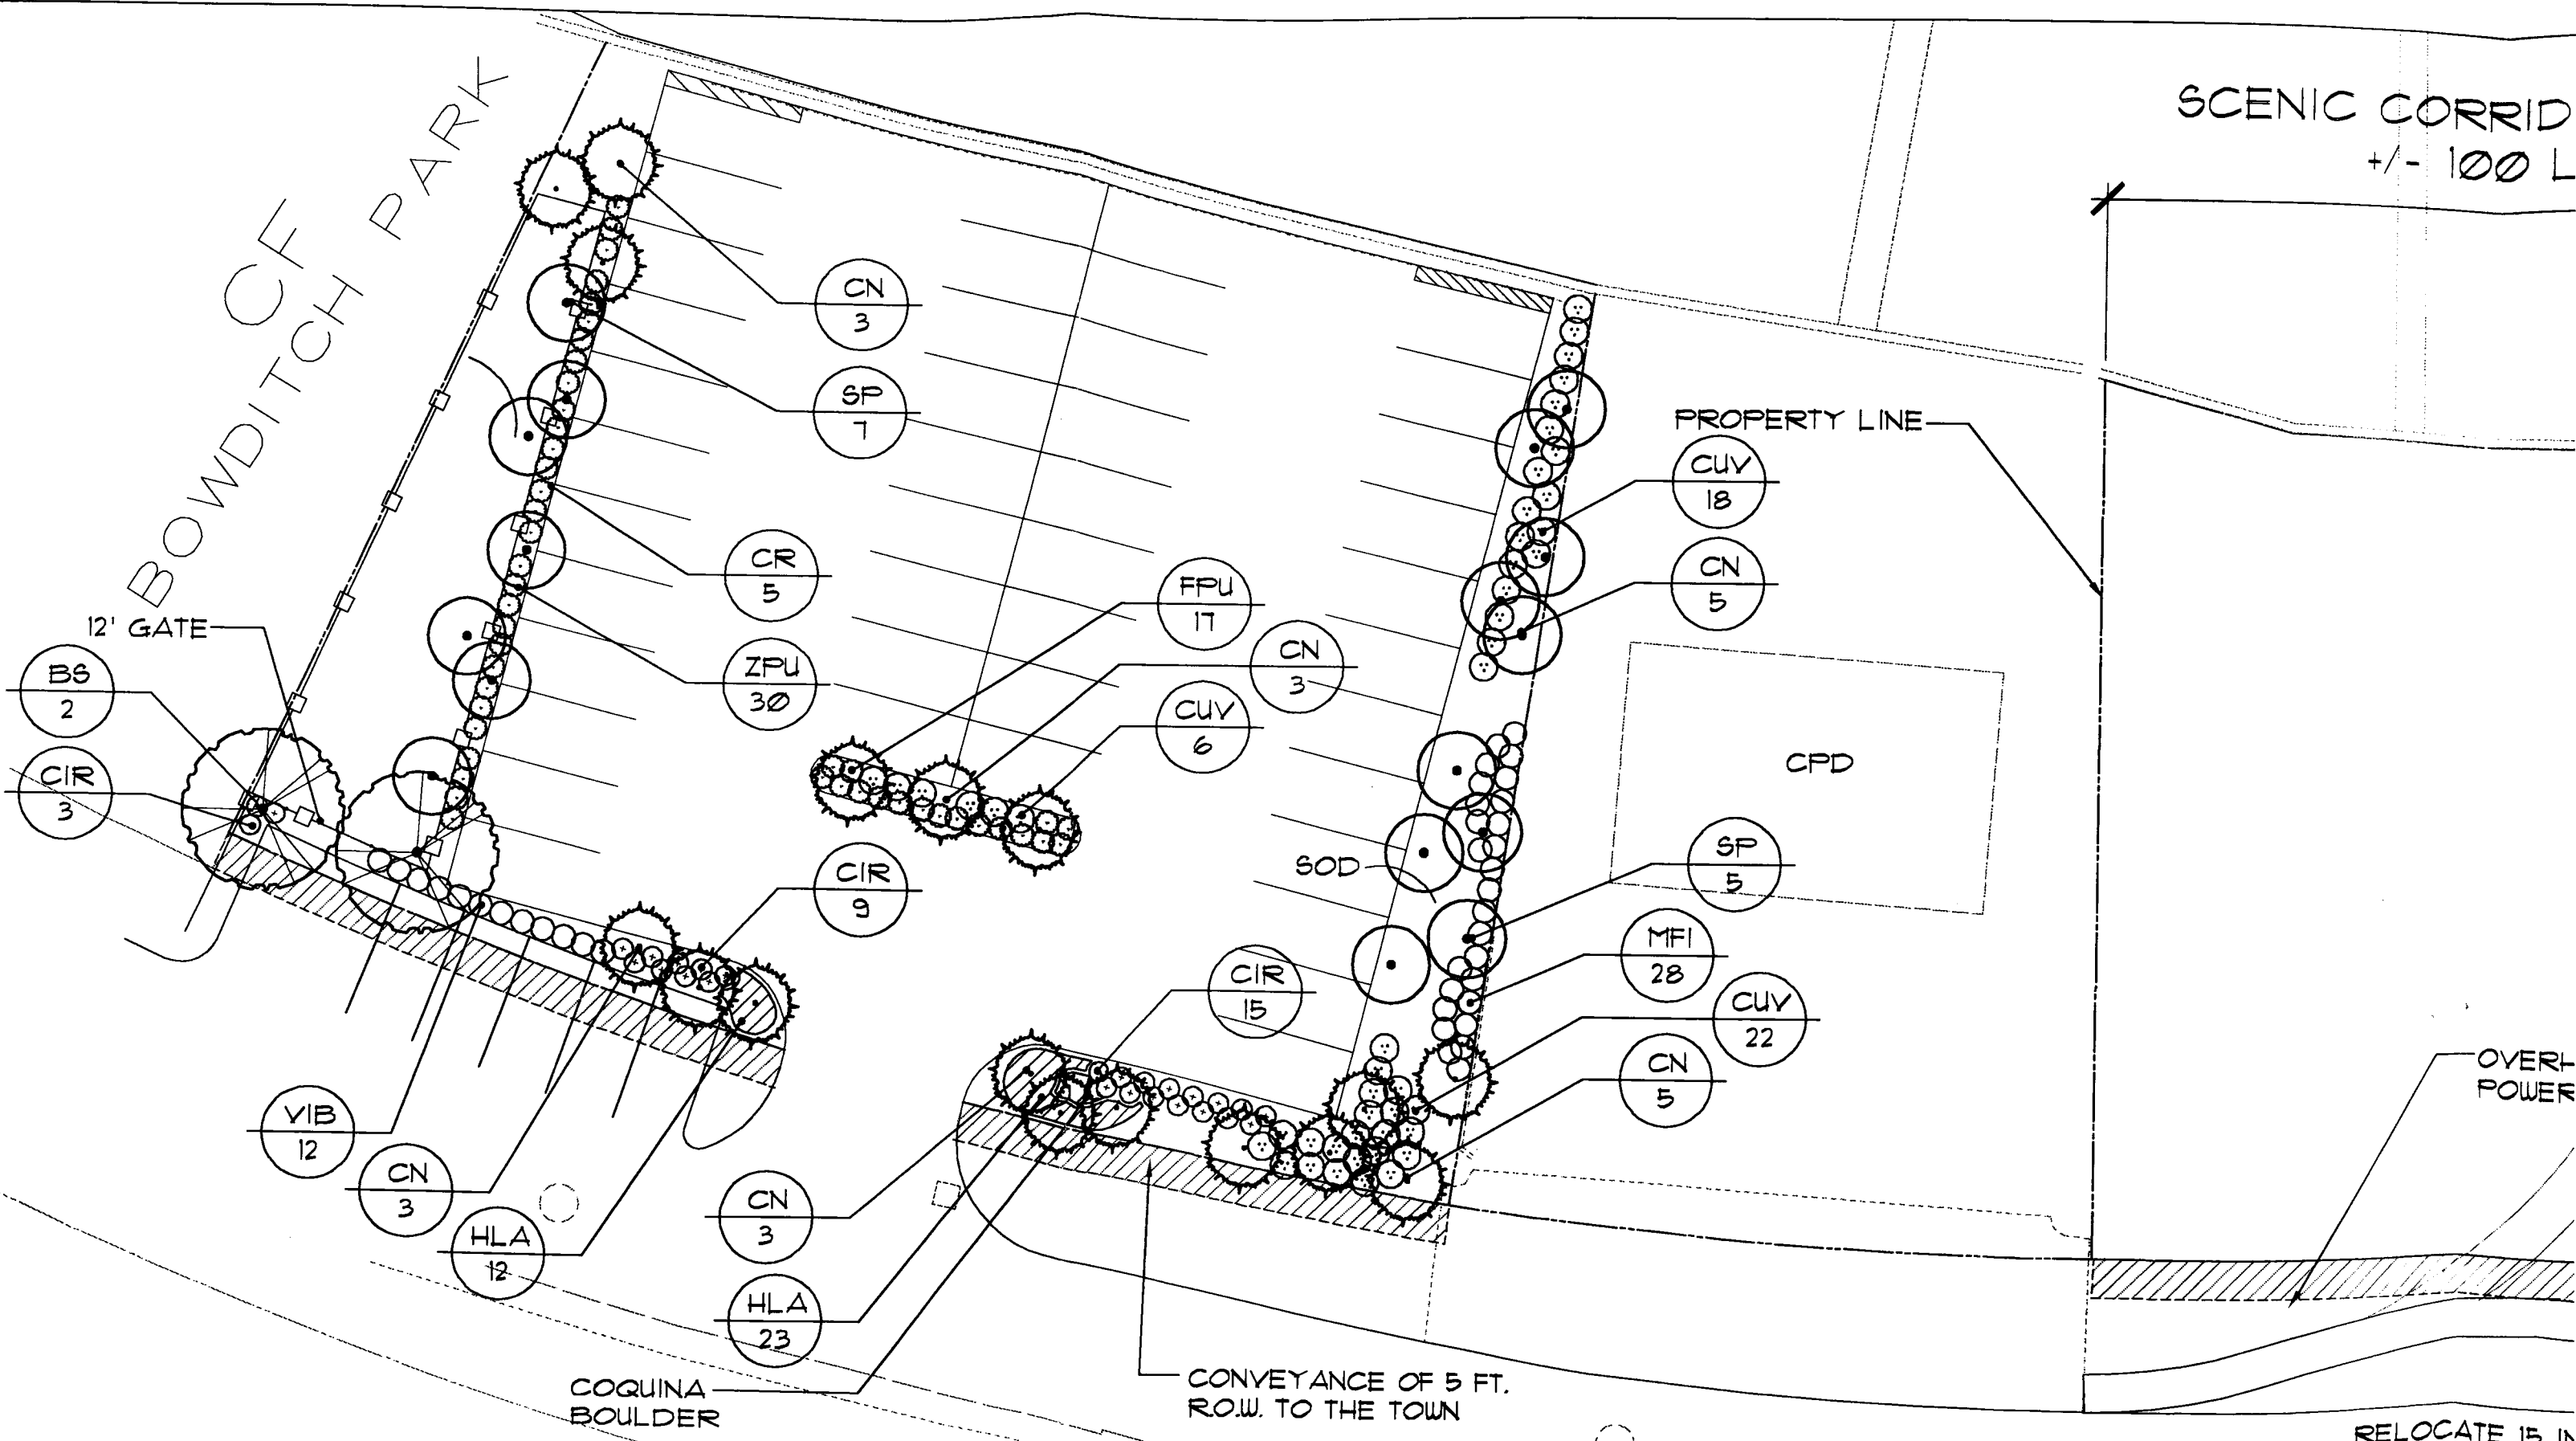 SCENIC CORRID
+/- 100 L
CF
BOWDITCH PARK
CN
3
SP
7
PROPERTY LINE
CUV
18
CN
5
CR
5
FPU
17
12' GATE
CN
3
BS
2
ZPU
30
CUV
6
CIR
3
CPD
SOD
SP
5
CIR
9
MFI
28
CIR
15
CUV
22
CN
5
OVERH
POWER
VIB
12
CN
3
CN
3
HLA
12
HLA
23
COQUINA
BOULDER
CONVEYANCE OF 5 FT.
R.O.W. TO THE TOWN
RELOCATE 15 IN